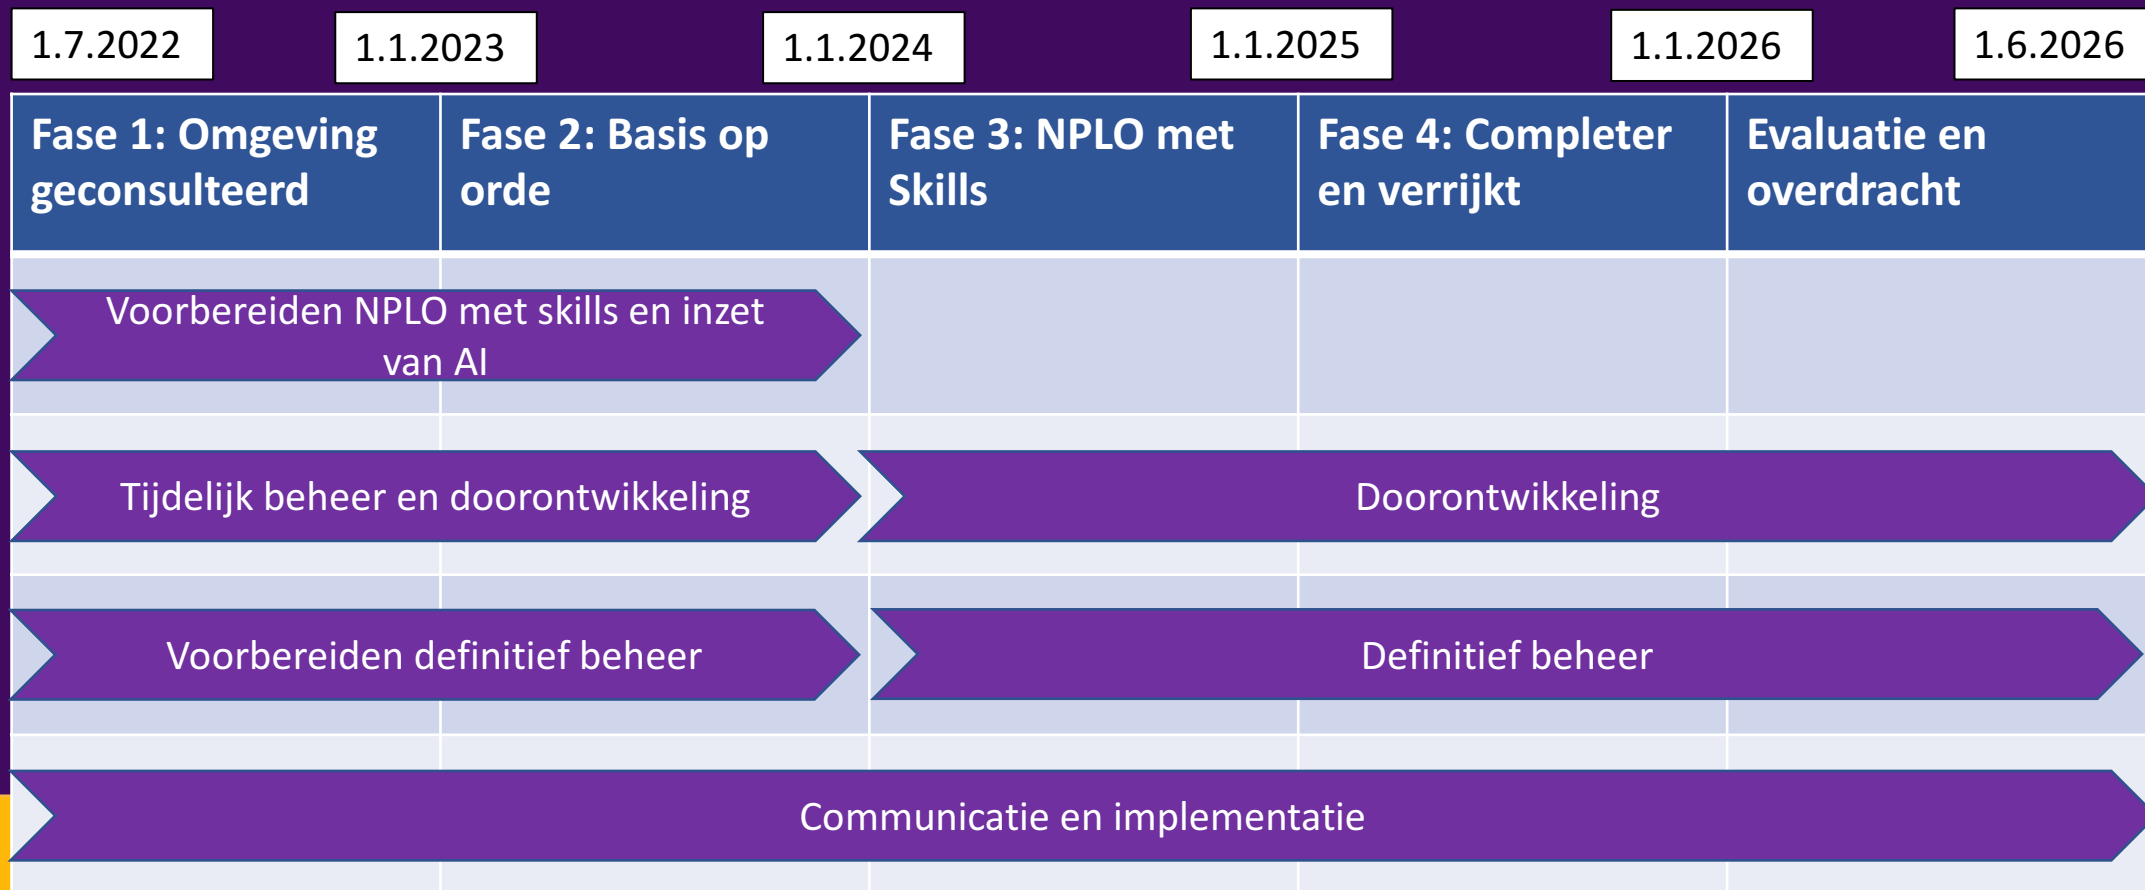 1.7.2022
1.1.2023
1.1.2024
1.1.2025
1.1.2026
1.6.2026
Fase 1: Omgeving
geconsulteerd
Fase 2: Basis op
orde
Fase 3: NPLO met
Skills
Fase 4: Completer
en verrijkt
Evaluatie en
overdracht
Voorbereiden NPLO met skills en inzet
van AI
Tijdelijk beheer en doorontwikkeling
Doorontwikkeling
Voorbereiden definitief beheer
Definitief beheer
Communicatie en implementatie